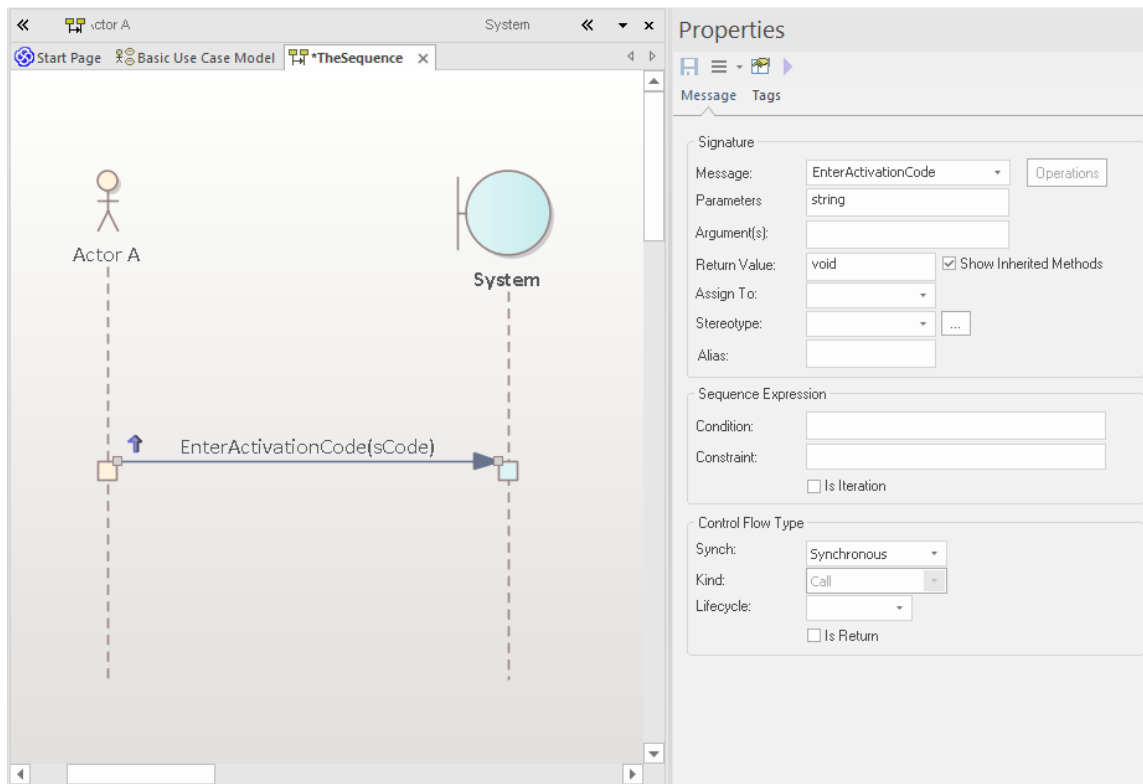 ctor A System
Start Page Basic Use Case Model *TheSequence
Actor A
System
EnterActivationCode(sCode)
Properties
Message Tags
Signature
Message: EnterActivationCode Operations
Parameters string
Argument(s):
Return Value: void Show Inherited Methods
Assign To:
Stereotype: ...
Alias:
Sequence Expression
Condition:
Constraint:
Is Iteration
Control Flow Type
Synch: Synchronous
Kind: Call
Lifecycle:
Is Return